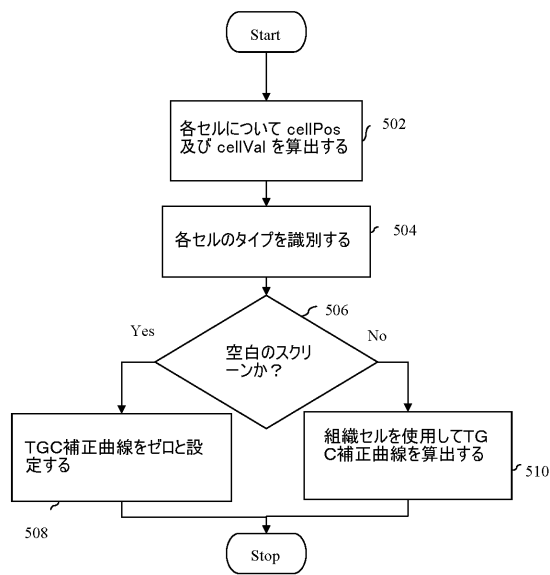 Start
各セルについて cellPos
及び cellVal を算出する
502
各セルのタイプを識別する
504
506
Yes
No
空白のスクリ
ーンか？
TGC補正曲線をゼロと設
定する
508
組織セルを使用してTG
C補正曲線を算出する
510
Stop